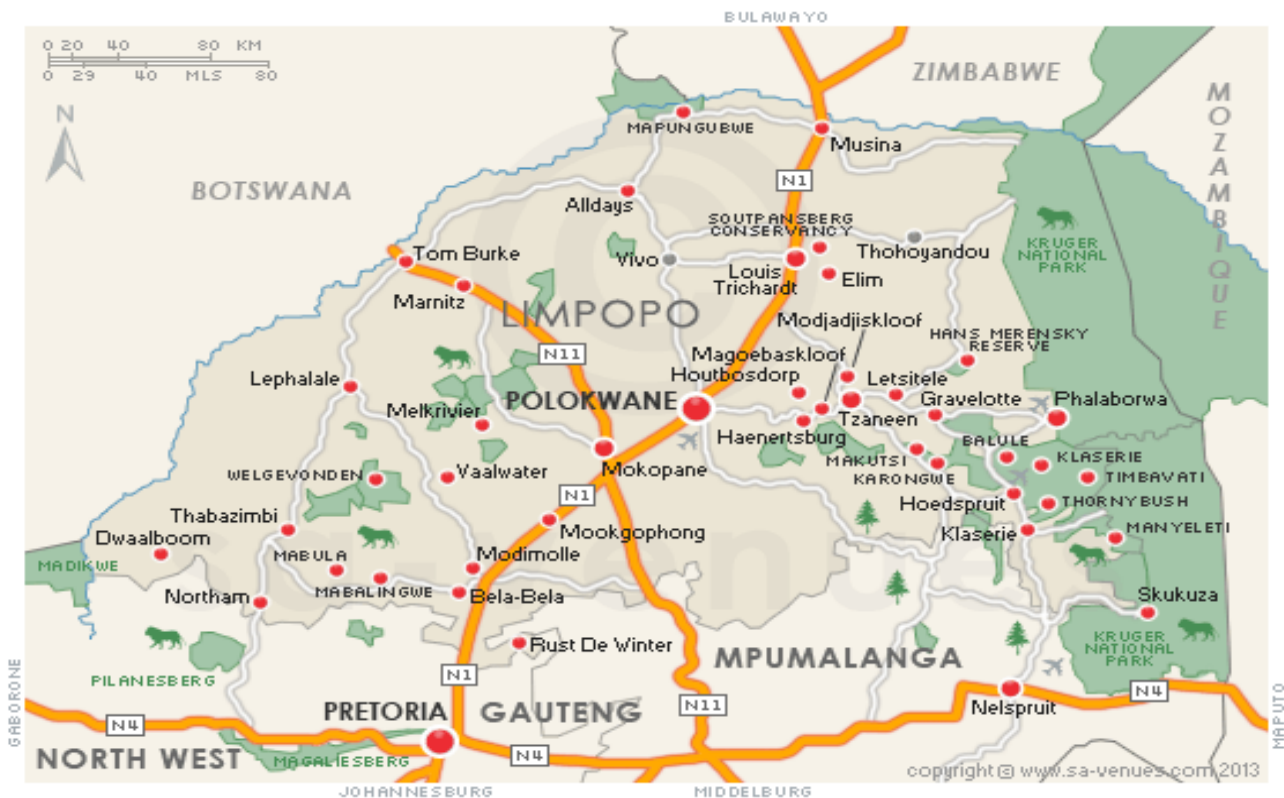 BULAWAYO
0 20 40 80 KM
0 29 40 MLS 80
ZIMBABWE
MOZAMBIQUE
N
MAPUNGUBWE
Musina
BOTSWANA
N1
Alldays
SOUTPANSBERG
CONSERVANCY
Thohoyandou
KRUGER
NATIONAL
PARK
Tom Burke
Vivo
Louis
Trichardt
Elim
Marnitz
LIMPOPO
Modjadjiskloof
HANS MERENSKY
RESERVE
N11
Magoebaskloof
Houtbosdorp
Lephalale
Letsitele
POLOKWANE
Gravelotte
Phalaborwa
Melkrivier
Tzaneen
Haenertsburg
BALULE
MAKUTSI
KLASERIE
Mokopane
KARONGWE
TIMBAVATI
WELGEVONDEN
Vaalwater
N1
Hoedspruit
THORNYBUSH
Thabazimbi
Mookgophong
Klaserie
MANYELETI
Dwaalboom
MABULA
Modimolle
MADIKWE
MABALINGWE
Bela-Bela
Northam
Skukuza
sa-venues
Rust De Winter
KRUGER
NATIONAL
PARK
MPUMALANGA
PILANESBERG
N1
GABORONE
N4
PRETORIA
GAUTENG
N11
Nelspruit
N4
MAPUTO
NORTH WEST
MAGALIESBERG
N4
copyright © www.sa-venues.com 2013
JOHANNESBURG
MIDDELBURG